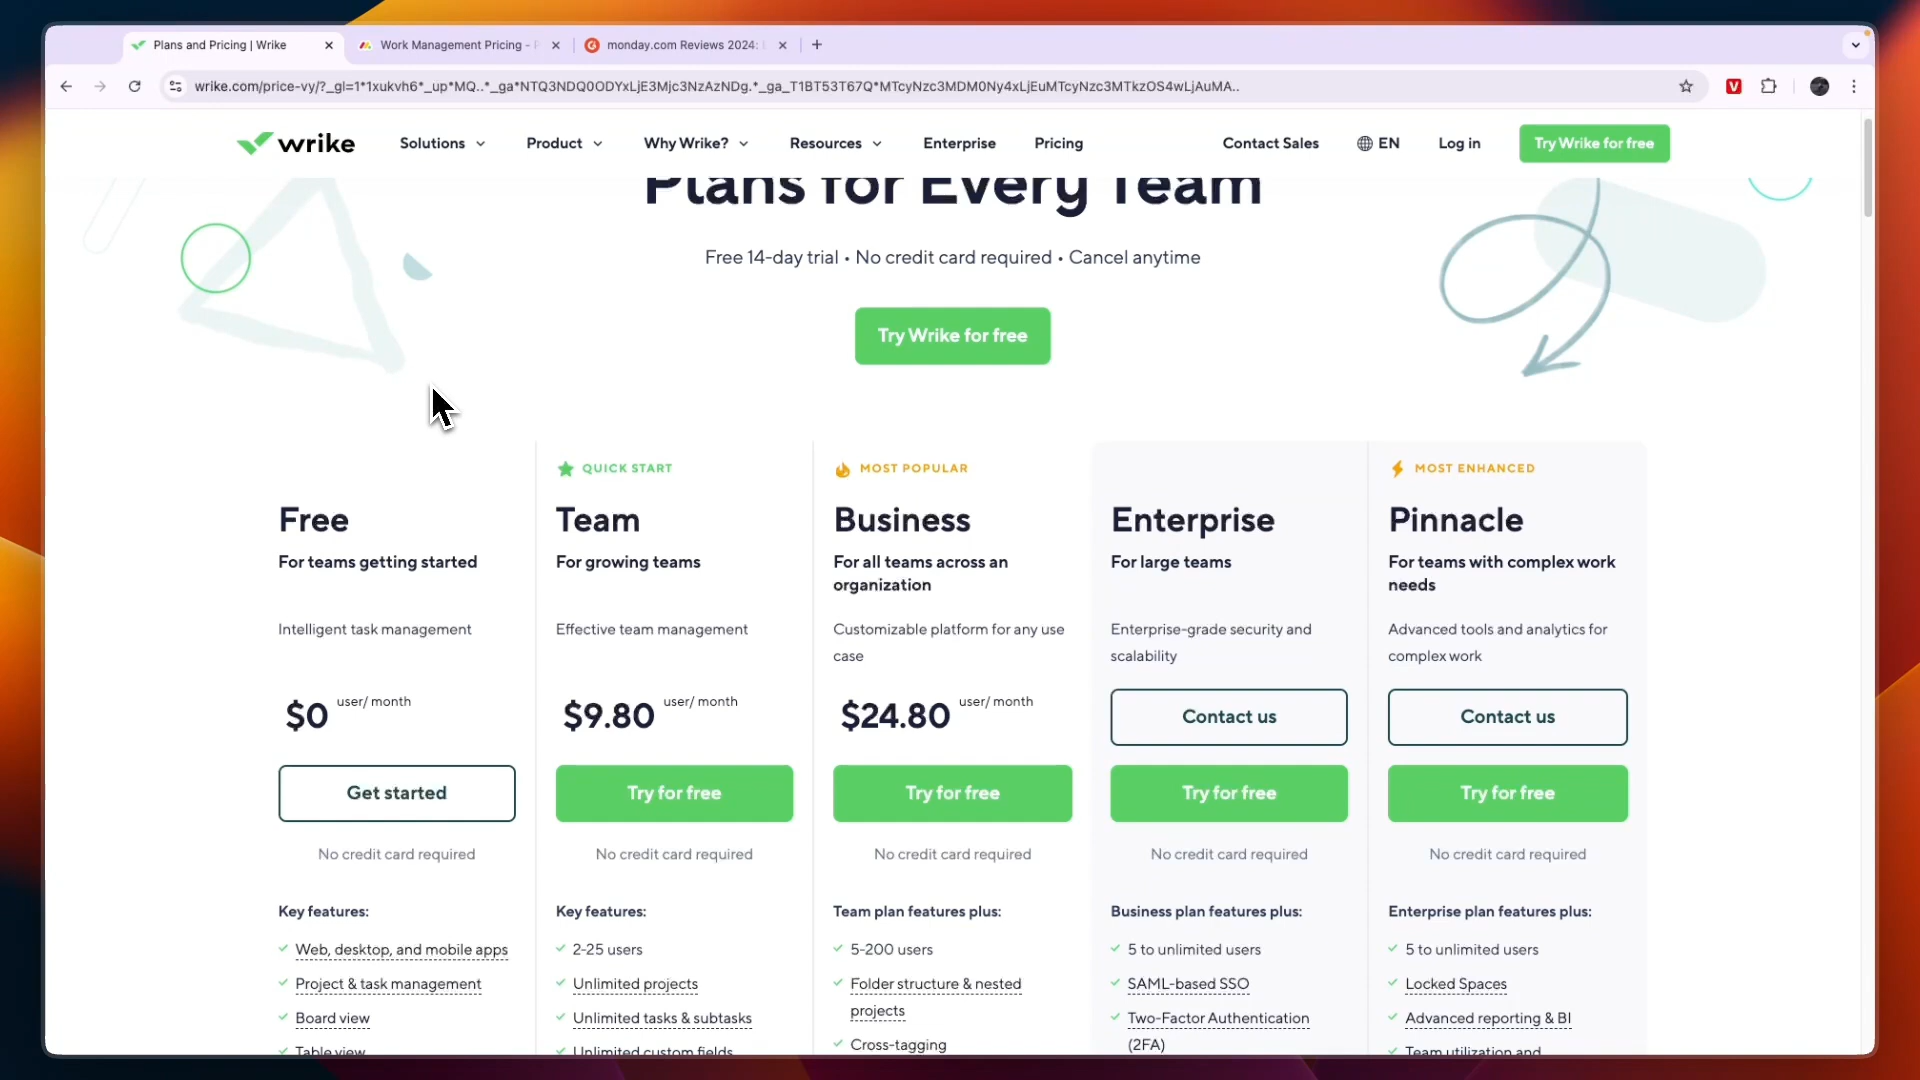 Plans and Pricing | Wrike
Work Management Pricing -
monday.com Reviews 2024:
wrike.com/price-vy/?_gl=1*1xukvh6*_up*MQ..*_ga*NTQ3NDQ0ODYxLjE3Mjc3NzAzNDg.*_ga_T1BT53T67Q*MTcyNzc3MDM0Ny4xLjEuMTcyNzc3MTkzOS4wLjAuMA..
wrike
Solutions
Product
Why Wrike?
Resources
Enterprise
Pricing
Contact Sales
EN
Log in
Try Wrike for free
Plans for Every Team
Free 14-day trial • No credit card required • Cancel anytime
Try Wrike for free
Free
For teams getting started
Intelligent task management
$0 user/ month
Get started
No credit card required
Key features:
Web, desktop, and mobile apps
Project & task management
Board view
Table view
QUICK START
Team
For growing teams
Effective team management
$9.80 user/ month
Try for free
No credit card required
Key features:
2-25 users
Unlimited projects
Unlimited tasks & subtasks
Unlimited custom fields
MOST POPULAR
Business
For all teams across an
organization
Customizable platform for any use
case
$24.80 user/ month
Try for free
No credit card required
Team plan features plus:
5-200 users
Folder structure & nested
projects
Cross-tagging
Enterprise
For large teams
Enterprise-grade security and
scalability
Contact us
Try for free
No credit card required
Business plan features plus:
5 to unlimited users
SAML-based SSO
Two-Factor Authentication
(2FA)
MOST ENHANCED
Pinnacle
For teams with complex work
needs
Advanced tools and analytics for
complex work
Contact us
Try for free
No credit card required
Enterprise plan features plus:
5 to unlimited users
Locked Spaces
Advanced reporting & BI
Team utilization and